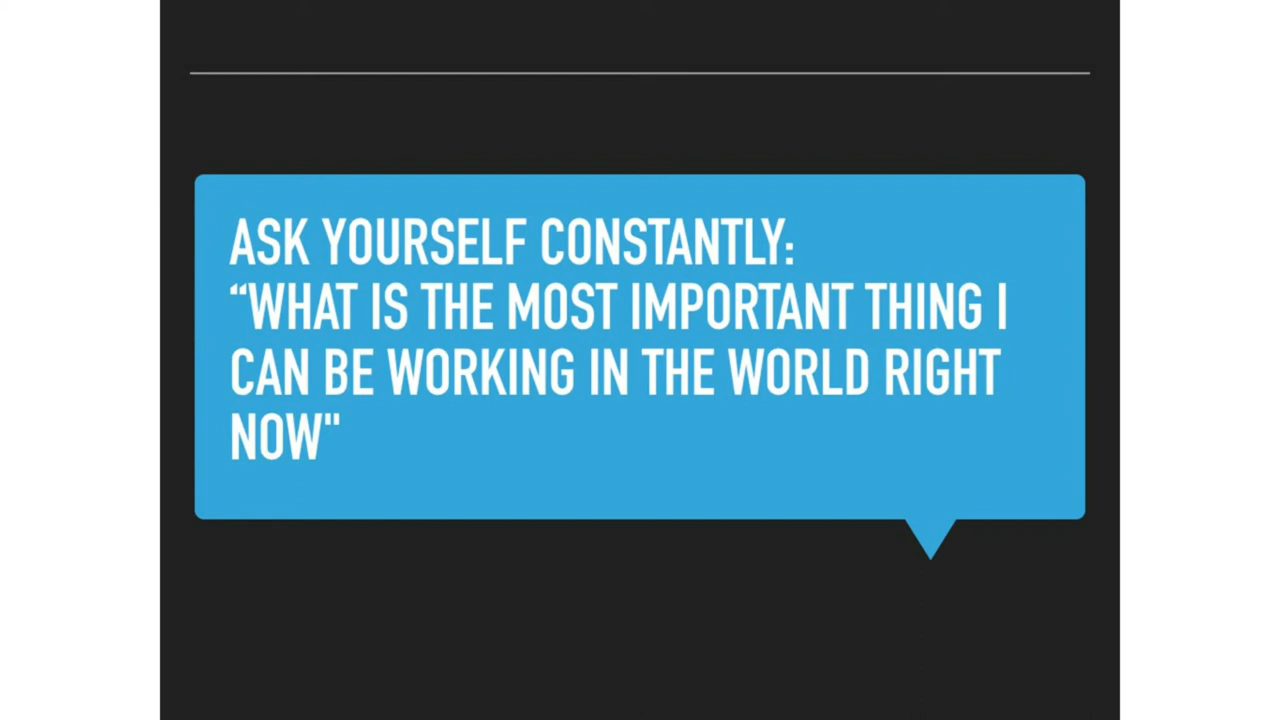 ASK YOURSELF CONSTANTLY:
“WHAT IS THE MOST IMPORTANT THING I
CAN BE WORKING IN THE WORLD RIGHT
NOW"